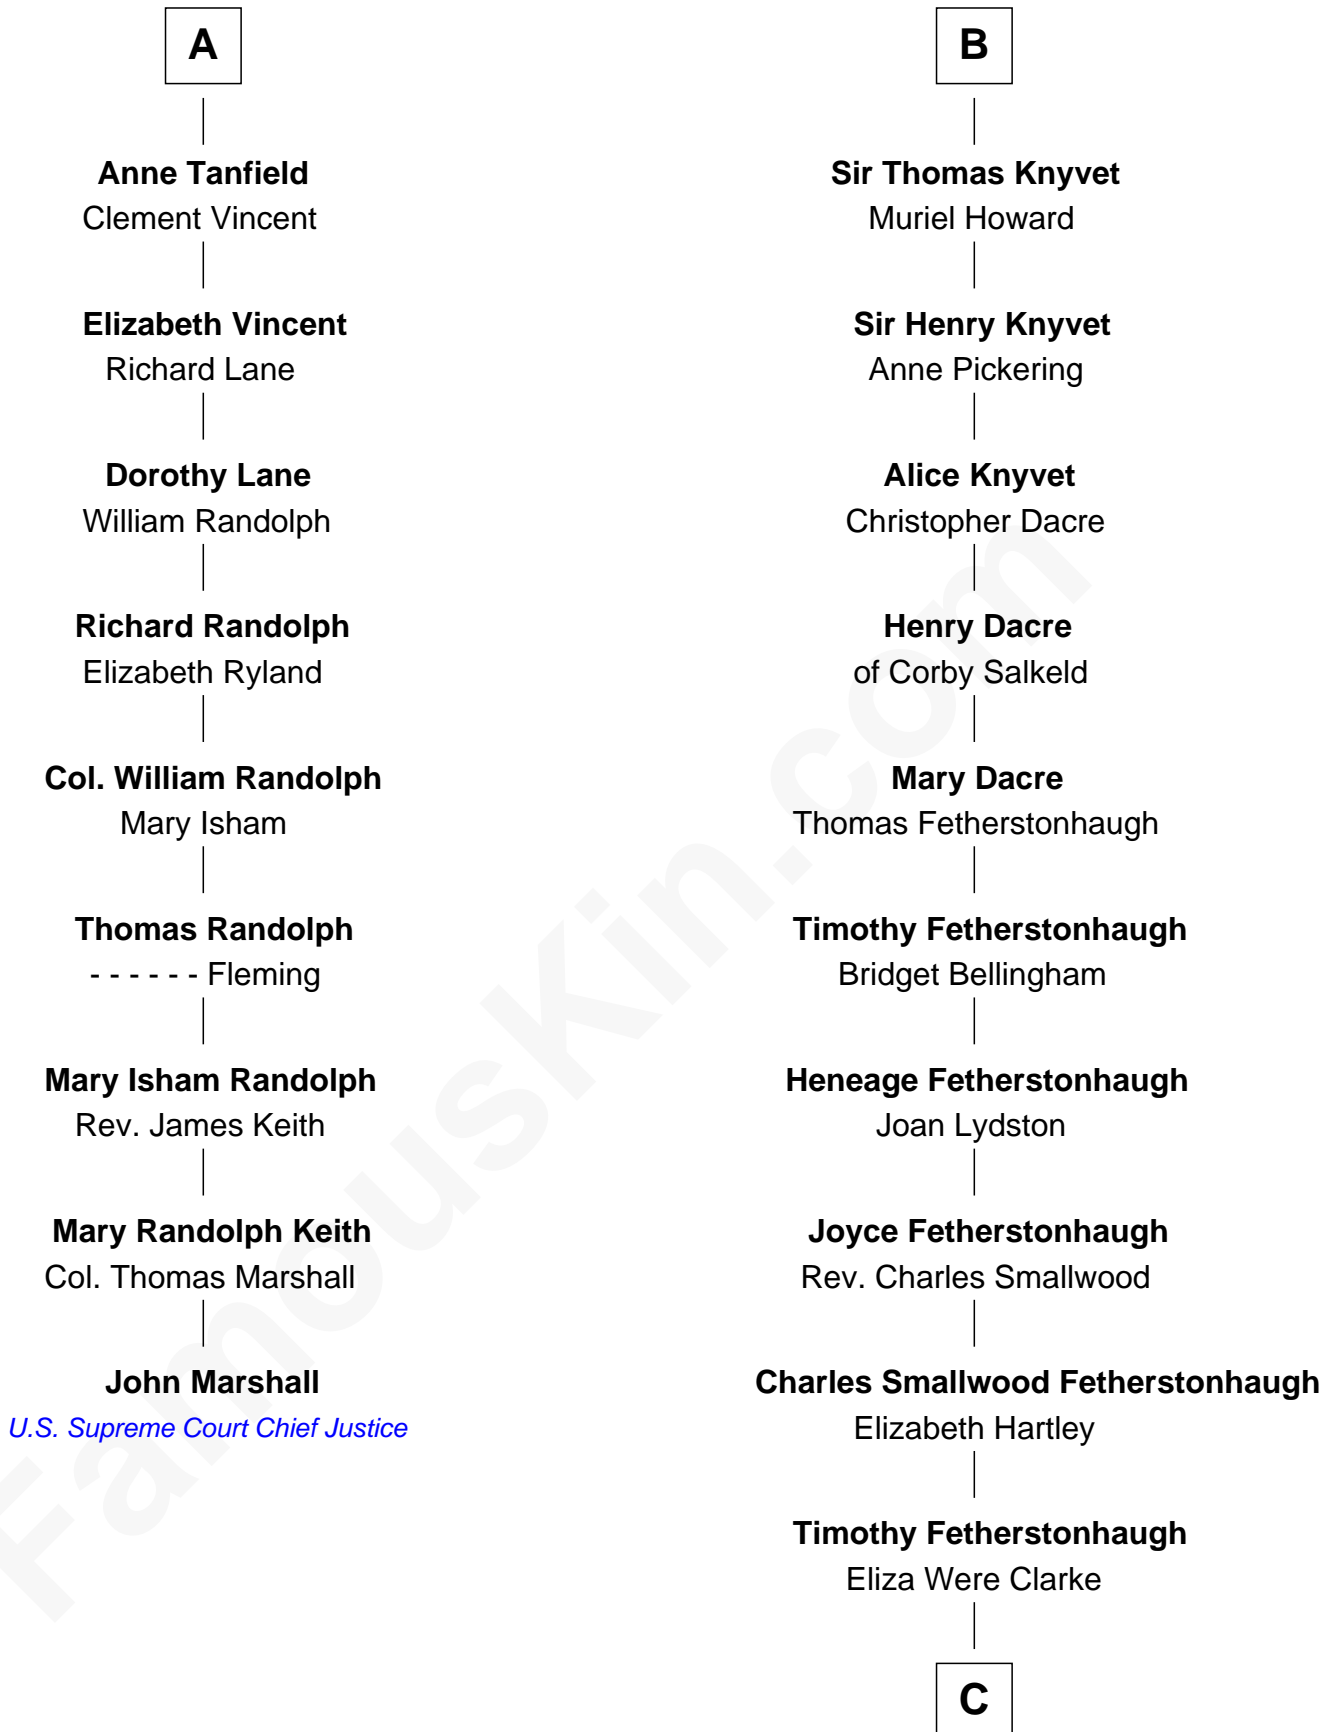 A
Anne Tanfield
Clement Vincent
Elizabeth Vincent
Richard Lane
Dorothy Lane
William Randolph
Richard Randolph
Elizabeth Ryland
Col. William Randolph
Mary Isham
Thomas Randolph
- - - - - - Fleming
Mary Isham Randolph
Rev. James Keith
Mary Randolph Keith
Col. Thomas Marshall
John Marshall
U.S. Supreme Court Chief Justice
B
Sir Thomas Knyvet
Muriel Howard
Sir Henry Knyvet
Anne Pickering
Alice Knyvet
Christopher Dacre
Henry Dacre
of Corby Salkeld
Mary Dacre
Thomas Fetherstonhaugh
Timothy Fetherstonhaugh
Bridget Bellingham
Heneage Fetherstonhaugh
Joan Lydston
Joyce Fetherstonhaugh
Rev. Charles Smallwood
Charles Smallwood Fetherstonhaugh
Elizabeth Hartley
Timothy Fetherstonhaugh
Eliza Were Clarke
C
FamousKin.com